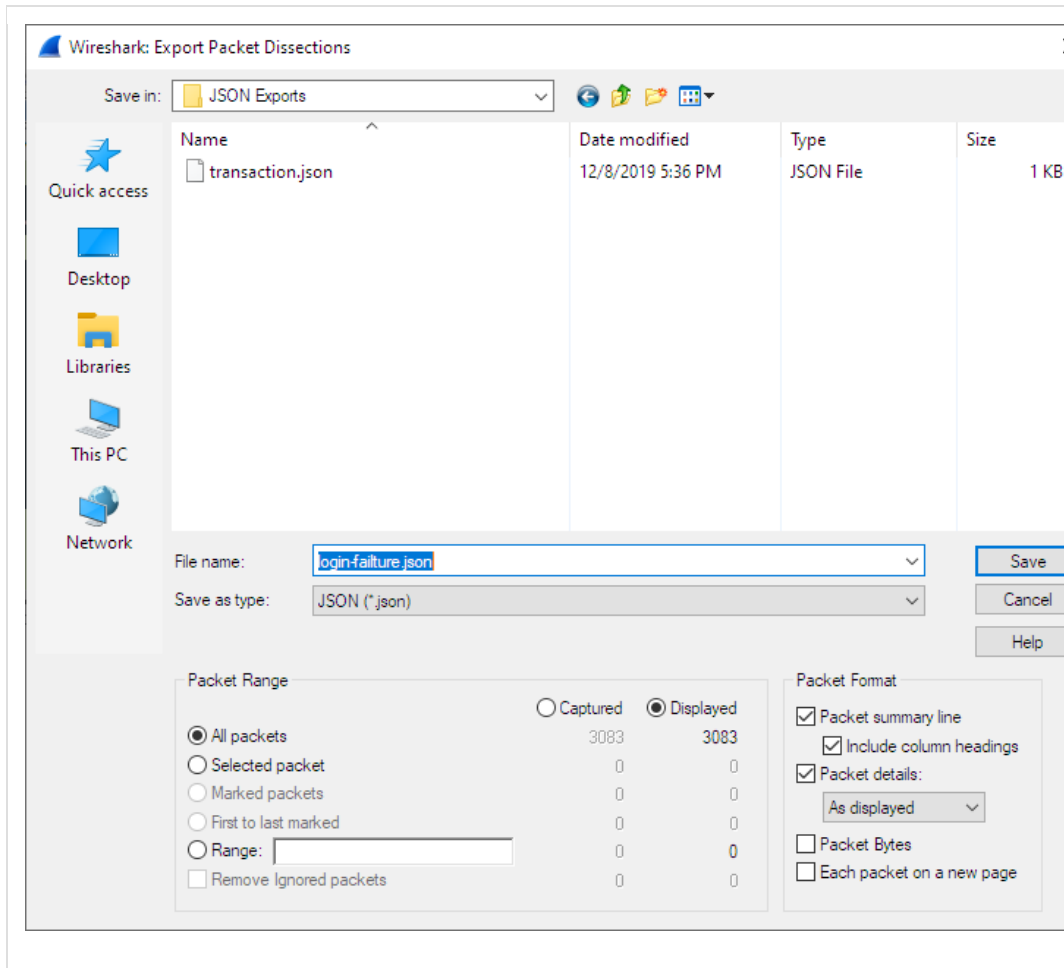 Wireshark: Export Packet Dissections
Save in: JSON Exports
Name Date modified Type Size
transaction.json 12/8/2019 5:36 PM JSON File 1 KB
Quick access
Desktop
Libraries
This PC
Network
File name: login-failture.json Save
Save as type: JSON (*.json) Cancel
Help
Packet Range
Captured Displayed
All packets 3083 3083
Selected packet 0 0
Marked packets 0 0
First to last marked 0 0
Range: 0 0
Remove Ignored packets 0 0
Packet Format
Packet summary line
Include column headings
Packet details:
As displayed
Packet Bytes
Each packet on a new page